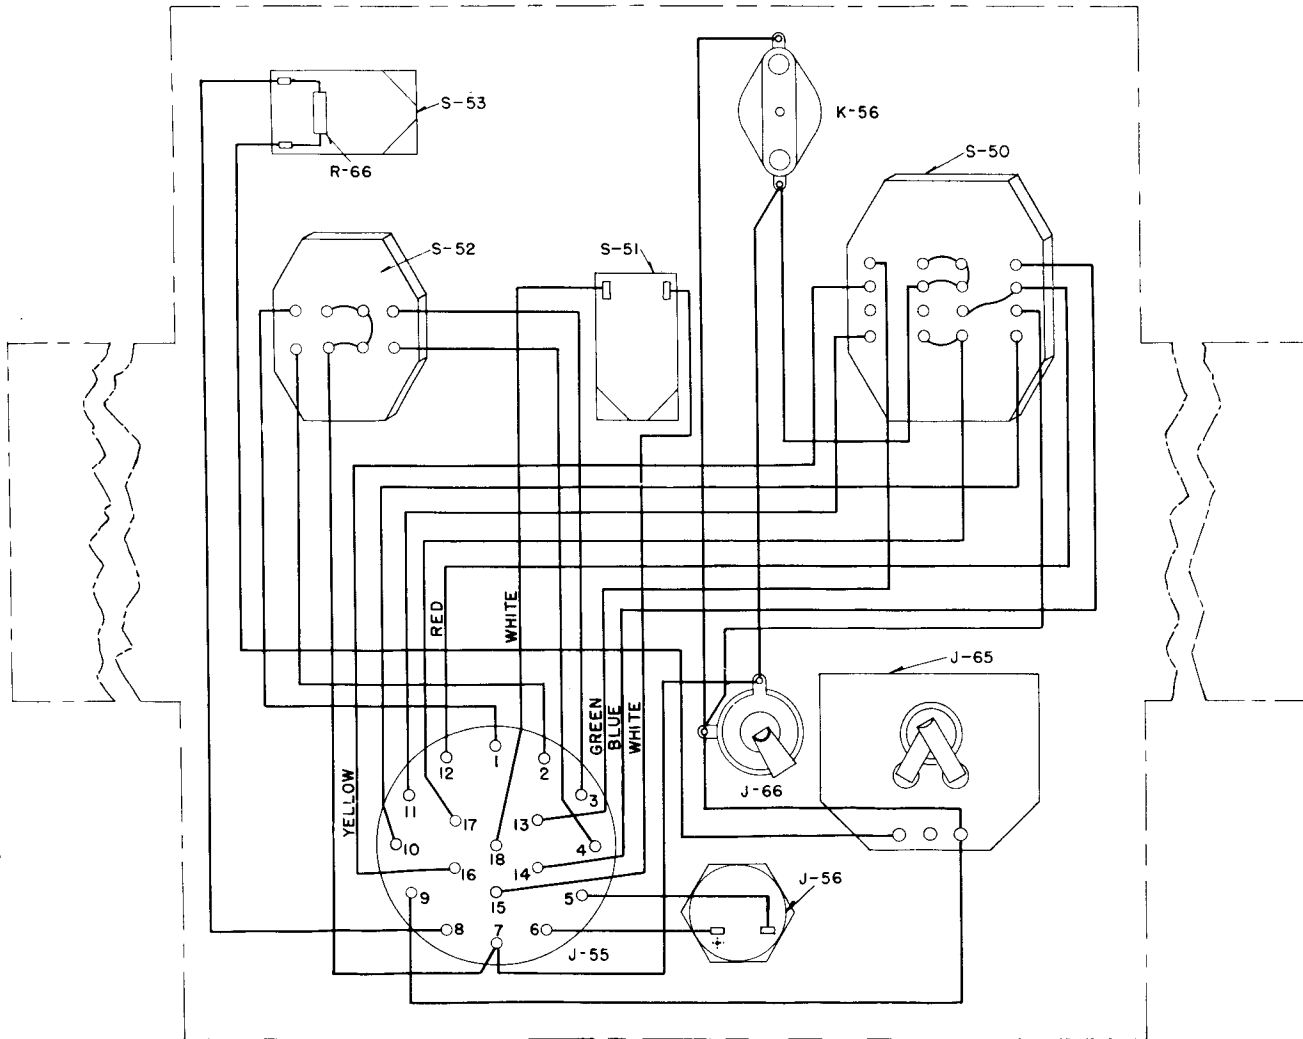 S-53
R-66
K-56
S-50
S-52
S-51
RED
WHITE
J-65
GREEN
BLUE
WHITE
YELLOW
J-66
1
12
2
11
3
17
13
10
18
4
16
14
9
15
5
8
7
6
J-55
J-56